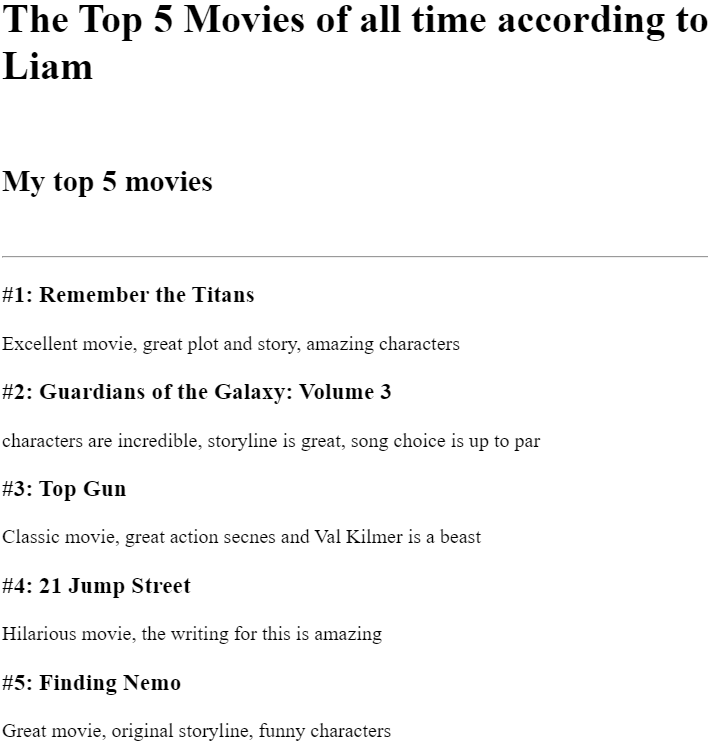 The Top 5 Movies of all time according to
Liam
My top 5 movies
#1: Remember the Titans
Excellent movie, great plot and story, amazing characters
#2: Guardians of the Galaxy: Volume 3
characters are incredible, storyline is great, song choice is up to par
#3: Top Gun
Classic movie, great action secnes and Val Kilmer is a beast
#4: 21 Jump Street
Hilarious movie, the writing for this is amazing
#5: Finding Nemo
Great movie, original storyline, funny characters